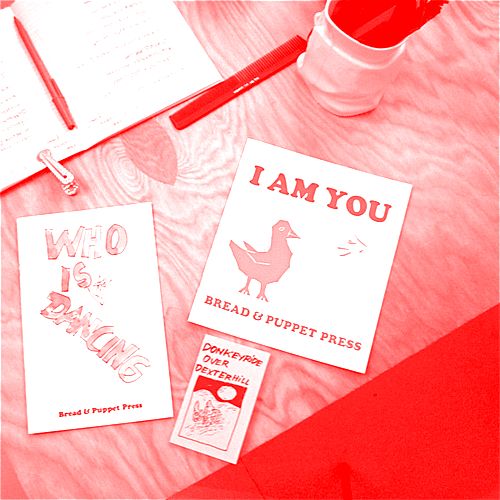 WHO
IS
DANCING
Bread & Puppet Press
I AM YOU
BREAD & PUPPET PRESS
DONKEYRIDE
OVER
DEXTERHILL